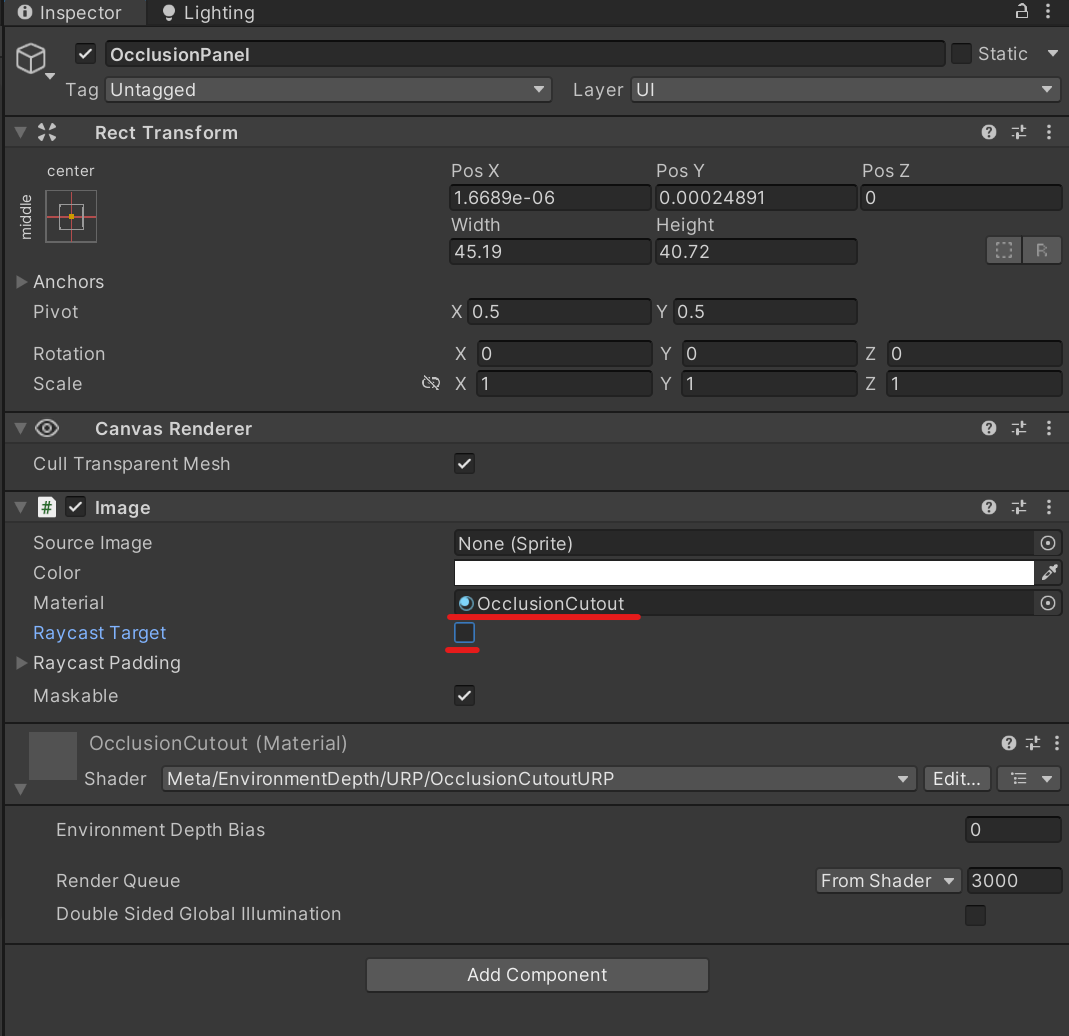 Inspector Lighting
OcclusionPanel Static
Tag Untagged Layer UI
Rect Transform
center
middle
Pos X Pos Y Pos Z
1.6689e-06 0.00024891 0
Width Height
45.19 40.72
R
Anchors
Pivot X 0.5 Y 0.5
Rotation X 0 Y 0 Z 0
Scale X 1 Y 1 Z 1
Canvas Renderer
Cull Transparent Mesh
# Image
Source Image None (Sprite)
Color
Material OcclusionCutout
Raycast Target
Raycast Padding
Maskable
OcclusionCutout (Material)
Shader Meta/EnvironmentDepth/URP/OcclusionCutoutURP Edit...
Environment Depth Bias 0
Render Queue From Shader 3000
Double Sided Global Illumination
Add Component